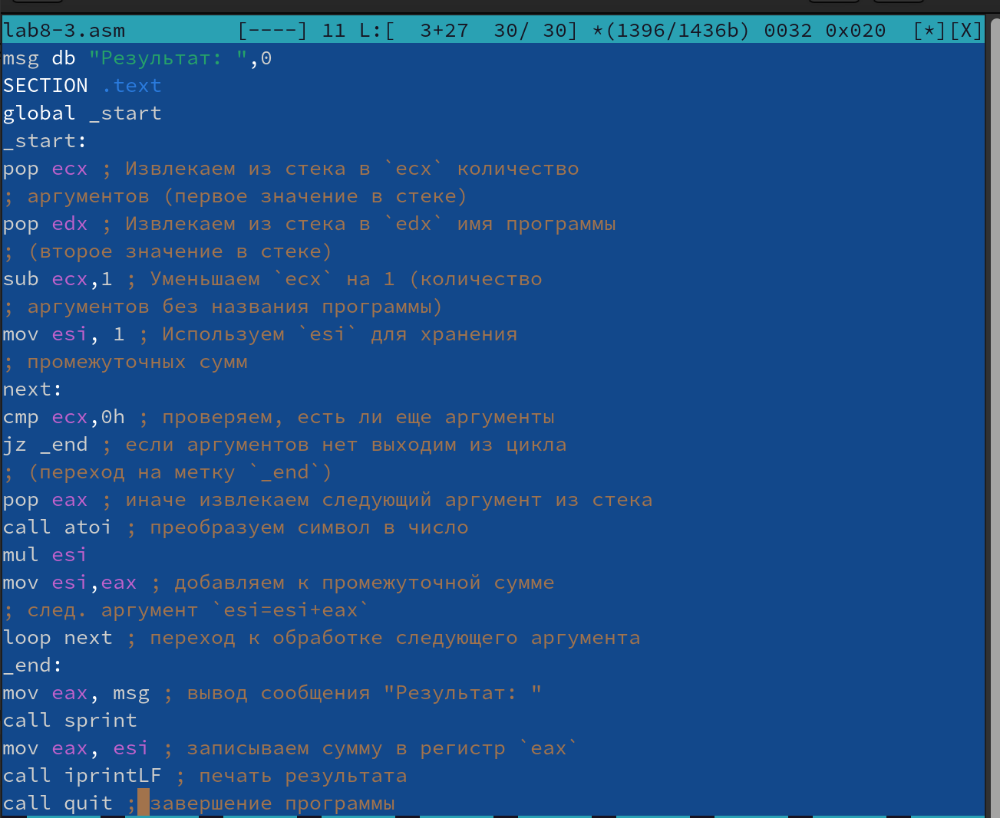 lab8-3.asm [----] 11 L:[ 3+27 30/ 30] *(1396/1436b) 0032 0x020 [*][X]
msg db "Результат: ",0
SECTION .text
global _start
_start:
pop ecx ; Извлекаем из стека в `ecx` количество
; аргументов (первое значение в стеке)
pop edx ; Извлекаем из стека в `edx` имя программы
; (второе значение в стеке)
sub ecx,1 ; Уменьшаем `ecx` на 1 (количество
; аргументов без названия программы)
mov esi, 1 ; Используем `esi` для хранения
; промежуточных сумм
next:
cmp ecx,0h ; проверяем, есть ли еще аргументы
jz _end ; если аргументов нет выходим из цикла
; (переход на метку `_end`)
pop eax ; иначе извлекаем следующий аргумент из стека
call atoi ; преобразуем символ в число
mul esi
mov esi,eax ; добавляем к промежуточной сумме
; след. аргумент `esi=esi+eax`
loop next ; переход к обработке следующего аргумента
_end:
mov eax, msg ; вывод сообщения "Результат: "
call sprint
mov eax, esi ; записываем сумму в регистр `eax`
call iprintLF ; печать результата
call quit ; завершение программы